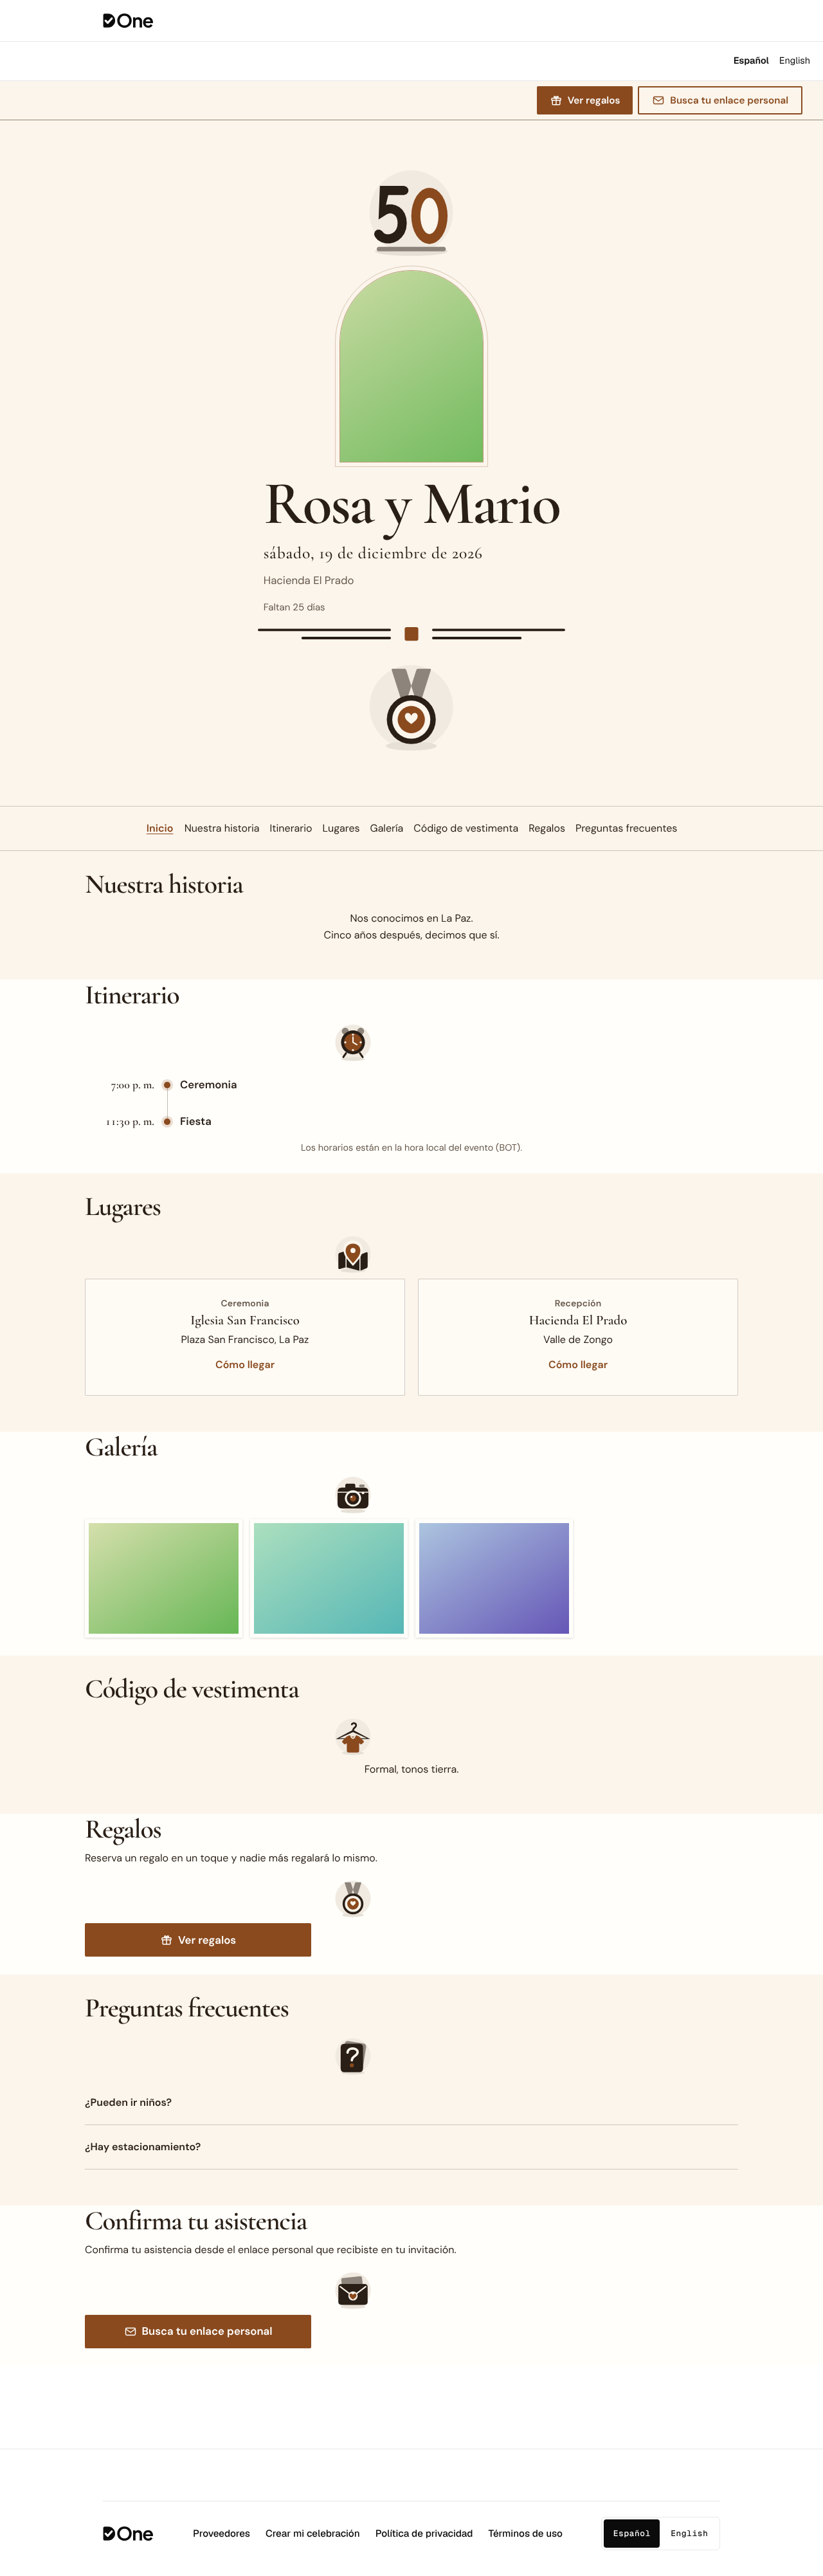 One
Español English
Ver regalos Busca tu enlace personal
50
Rosa y Mario
sábado, 19 de diciembre de 2026
Hacienda El Prado
Faltan 25 días
Inicio Nuestra historia Itinerario Lugares Galería Código de vestimenta Regalos Preguntas frecuentes
Nuestra historia
Nos conocimos en La Paz.
Cinco años después, decimos que sí.
Itinerario
7:00 p. m. Ceremonia
11:30 p. m. Fiesta
Los horarios están en la hora local del evento (BOT).
Lugares
Ceremonia
Iglesia San Francisco
Plaza San Francisco, La Paz
Cómo llegar
Recepción
Hacienda El Prado
Valle de Zongo
Cómo llegar
Galería
Código de vestimenta
Formal, tonos tierra.
Regalos
Reserva un regalo en un toque y nadie más regalará lo mismo.
Ver regalos
Preguntas frecuentes
?
¿Pueden ir niños?
¿Hay estacionamiento?
Confirma tu asistencia
Confirma tu asistencia desde el enlace personal que recibiste en tu invitación.
Busca tu enlace personal
One Proveedores Crear mi celebración Política de privacidad Términos de uso Español English